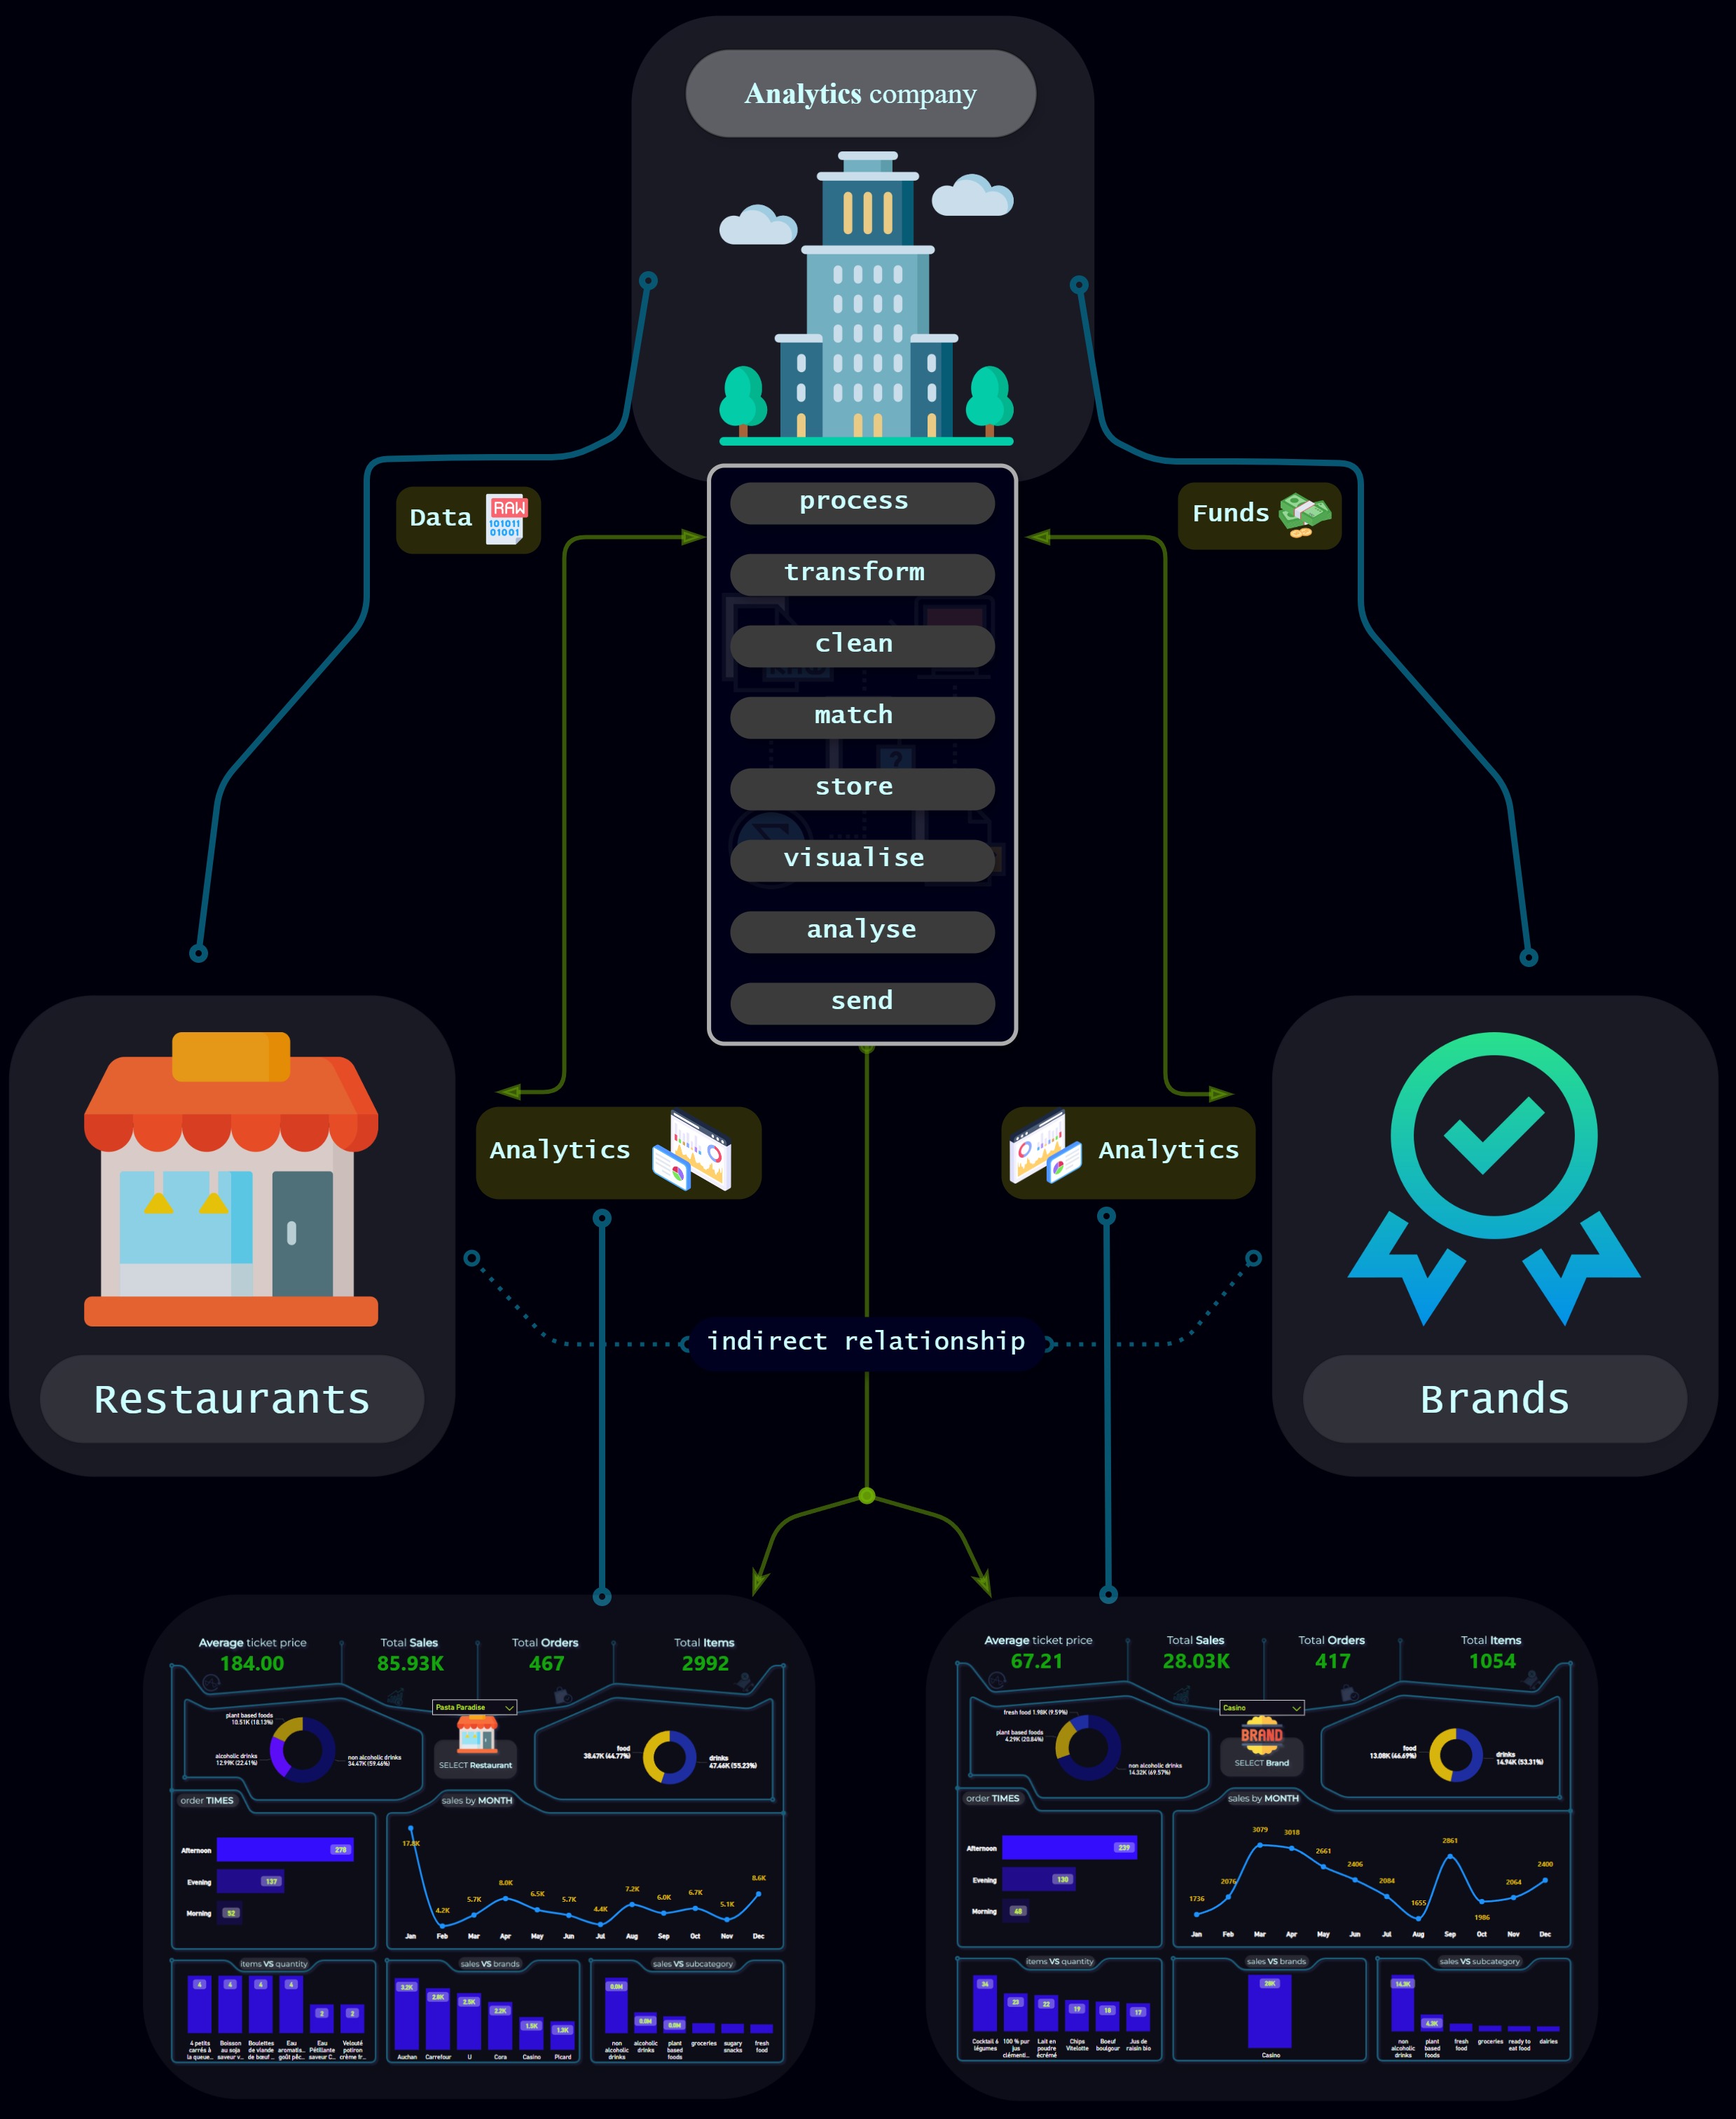 Analytics company
process
Data
RAW
101011
01001
Funds
transform
clean
match
store
?
visualise
analyse
send
Analytics
Analytics
indirect relationship
Restaurants
Brands
Average ticket price
184.00
Total Sales
85.93K
Total Orders
467
Total Items
2992
Pasta Paradise
SELECT Restaurant
plant based foods
10.51K (18.13%)
alcoholic drinks
12.99K (22.41%)
non alcoholic drinks
34.47K (59.46%)
food
38.47K (44.77%)
drinks
47.46K (55.23%)
order TIMES
Afternoon
278
Evening
137
Morning
52
sales by MONTH
4.2K
5.7K
8.0K
6.5K
5.7K
4.4K
7.2K
6.0K
6.7K
5.1K
8.6K
Jan Feb Mar Apr May Jun Jul Aug Sep Oct Nov Dec
items VS quantity
4 4 4 4 2 2
4 petits
carrés à
la queue...
Boisson
au soja
saveur v...
Boulettes
de viande
de bœuf ...
Eau
aromatis...
goût pêc...
Eau
Pétillante
saveur C...
Velouté
potiron
crème fr...
sales VS brands
3.2K 2.8K 2.5K 2.2K 1.5K 1.3K
Auchan Carrefour U Cora Casino Picard
sales VS subcategory
0.0M 0.0M 0.0M
non
alcoholic
drinks
alcoholic
drinks
plant
based
foods
groceries
sugary
snacks
fresh
food
Average ticket price
67.21
Total Sales
28.03K
Total Orders
417
Total Items
1054
Casino
BRAND
SELECT Brand
fresh food 1.98K (9.59%)
plant based foods
4.29K (20.84%)
non alcoholic drinks
14.32K (69.57%)
food
13.08K (46.69%)
drinks
14.94K (53.31%)
order TIMES
Afternoon
239
Evening
130
Morning
48
sales by MONTH
1736
2076
3079
3018
2661
2406
2084
1655
2861
1986
2064
2400
Jan Feb Mar Apr May Jun Jul Aug Sep Oct Nov Dec
items VS quantity
36 23 22 19 18 17
Cocktail 6
légumes
100 % pur
jus
clémenti...
Lait en
poudre
écrémé
Chips
Vitelotte
Boeuf
boulgour
Jus de
raisin bio
sales VS brands
28K
Casino
sales VS subcategory
14.3K 4.3K
non
alcoholic
drinks
plant
based
foods
fresh
food
groceries
ready to
eat food
dairies